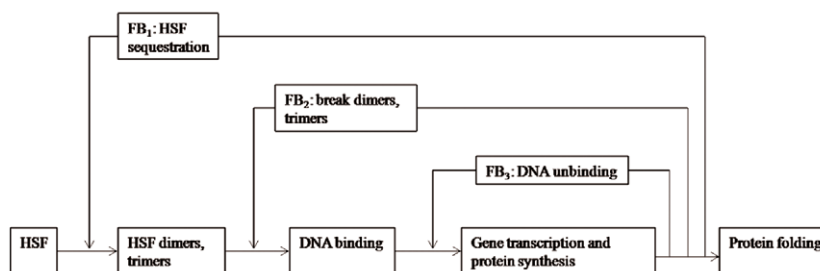 FB₁: HSF
sequestration
FB₂: break dimers,
trimers
FB₃: DNA unbinding
HSF
HSF dimers,
trimers
DNA binding
Gene transcription and
protein synthesis
Protein folding